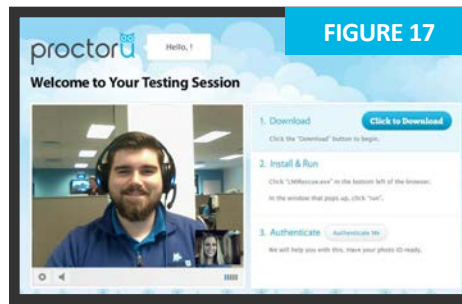 FIGURE 17
proctoru
Hello, !
Welcome to Your Testing Session
1. Download
Click to Download
Click the "Download" button to begin.
2. Install & Run
Click "LMIRescue.exe" in the bottom left of the browser.
In the window that pops up, click "run".
3. Authenticate
Authenticate Me
We will help you with this. Have your photo ID ready.